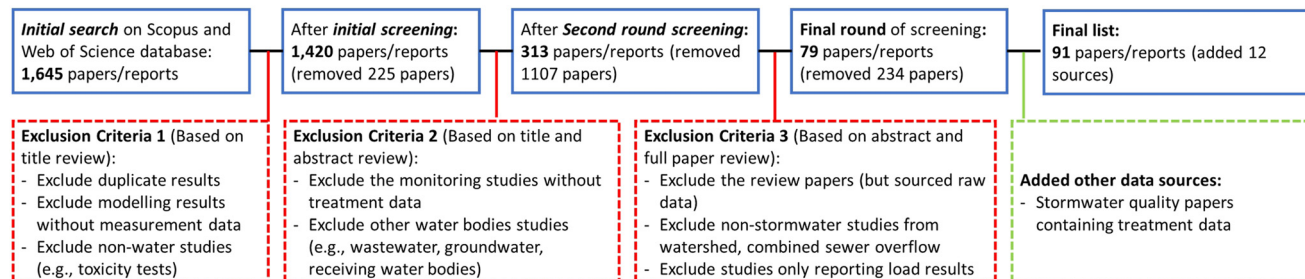 Initial search on Scopus and
Web of Science database:
1,645 papers/reports
After initial screening:
1,420 papers/reports
(removed 225 papers)
After Second round screening:
313 papers/reports (removed
1107 papers)
Final round of screening:
79 papers/reports
(removed 234 papers)
Final list:
91 papers/reports (added 12
sources)
Exclusion Criteria 1 (Based on
title review):
- Exclude duplicate results
- Exclude modelling results
without measurement data
- Exclude non-water studies
(e.g., toxicity tests)
Exclusion Criteria 2 (Based on title and
abstract review):
- Exclude the monitoring studies without
treatment data
- Exclude other water bodies studies
(e.g., wastewater, groundwater,
receiving water bodies)
Exclusion Criteria 3 (Based on abstract and
full paper review):
- Exclude the review papers (but sourced raw
data)
- Exclude non-stormwater studies from
watershed, combined sewer overflow
- Exclude studies only reporting load results
Added other data sources:
- Stormwater quality papers
containing treatment data